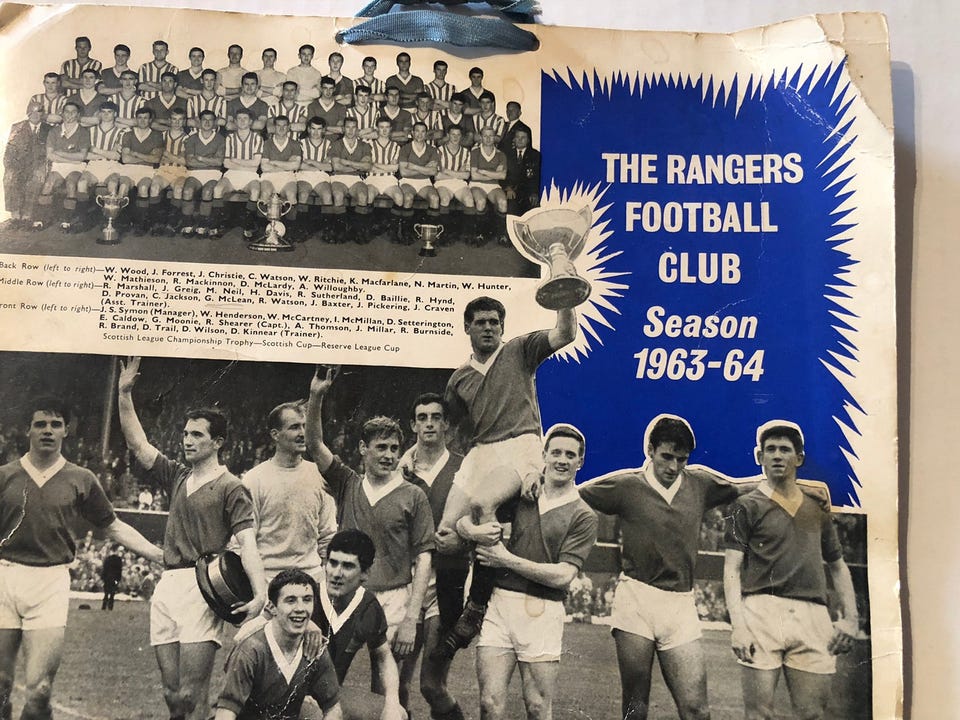 THE RANGERS
FOOTBALL
CLUB
Season
1963-64
Back Row (left to right)—W. Wood, J. Forrest, J. Christie, C. Watson, W. Ritchie, K. Macfarlane, N. Martin, W. Hunter,
W. Mathieson, R. Mackinnon, D. McLardy, A. Willoughby.
Middle Row (left to right)—R. Marshall, J. Greig, M. Neil, H. Davis, R. Sutherland, D. Baillie, R. Hynd,
D. Provan, C. Jackson, G. McLean, R. Watson, J. Baxter, J. Pickering, J. Craven
(Asst. Trainer).
Front Row (left to right)—J. S. Symon (Manager), W. Henderson, W. McCartney, I. McMillan, D. Setterington,
E. Caldow, G. Moonie, R. Shearer (Capt.), A. Thomson, J. Millar, R. Burnside,
R. Brand, D. Trail, D. Wilson, D. Kinnear (Trainer).
Scottish League Championship Trophy—Scottish Cup—Reserve League Cup